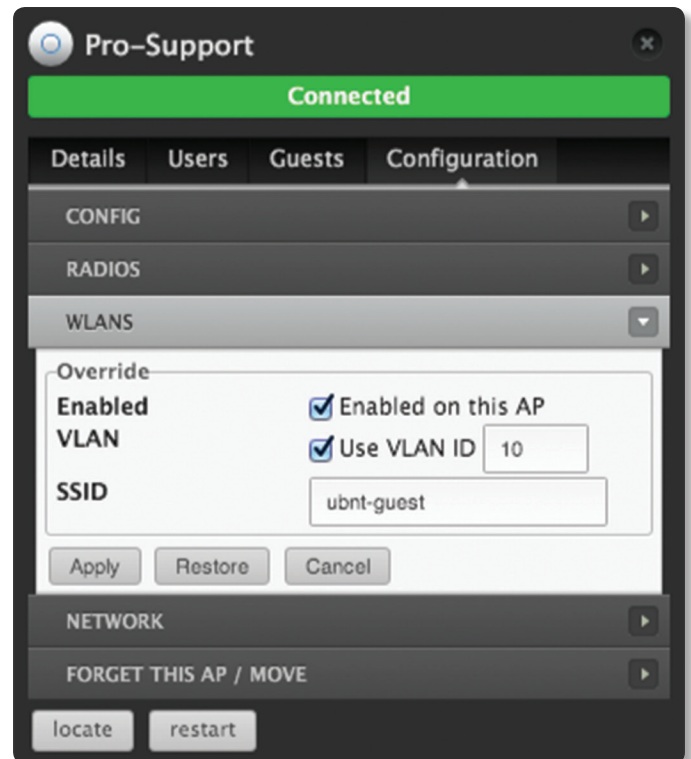 Pro-Support
Connected
Details Users Guests Configuration
CONFIG
RADIOS
WLANS
Override
Enabled Enabled on this AP
VLAN Use VLAN ID 10
SSID ubnt-guest
Apply Restore Cancel
NETWORK
FORGET THIS AP / MOVE
locate restart